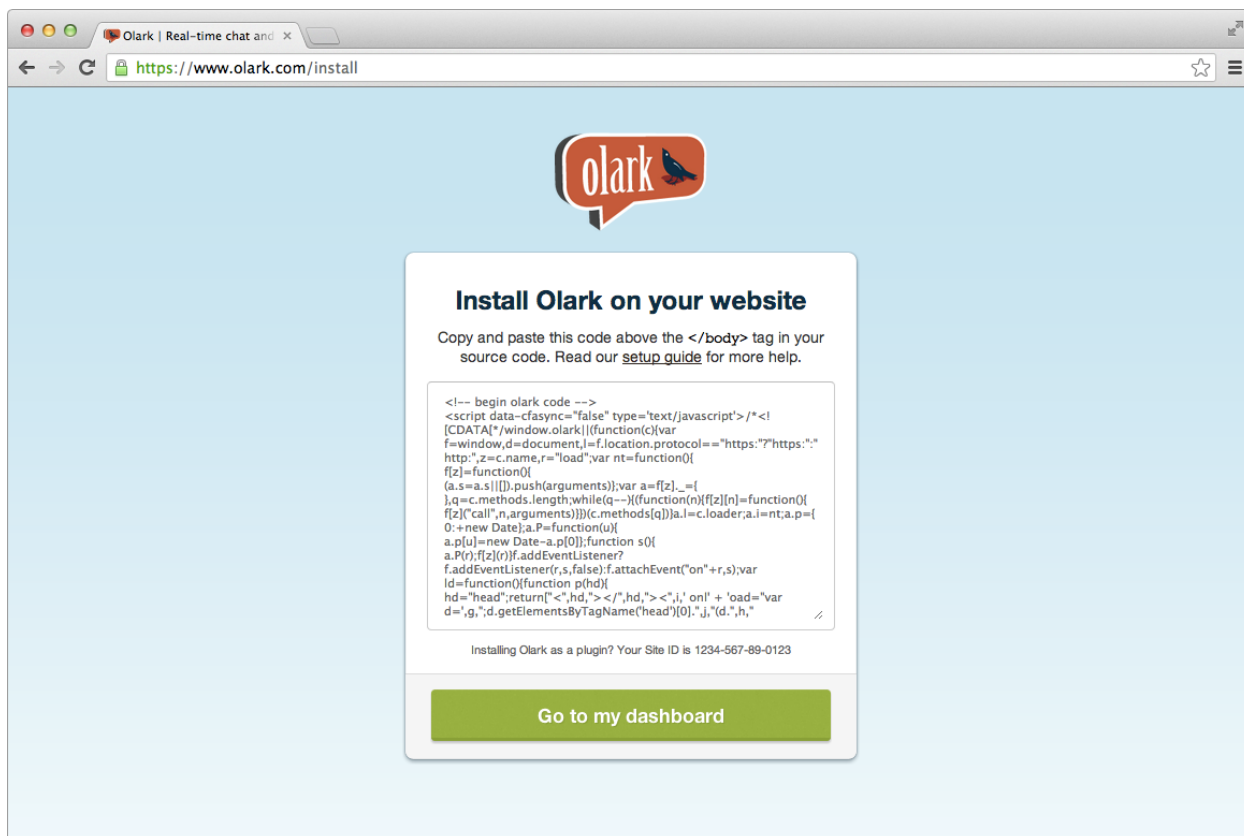 Olark | Real-time chat and
https://www.olark.com/install
olark
Install Olark on your website
Copy and paste this code above the </body> tag in your
source code. Read our setup guide for more help.
<!-- begin olark code -->
<script data-cfasync="false" type='text/javascript'>/*<!
[CDATA[*/window.olark||(function(c){var
f=window,d=document,l=f.location.protocol=="https:"?"https:":"
http:",z=c.name,r="load";var nt=function(){
f[z]=function(){
(a.s=a.s||[]).push(arguments)};var a=f[z]._={
},q=c.methods.length;while(q--){(function(n){f[z][n]=function(){
f[z]("call",n,arguments)}})(c.methods[q])}a.l=c.loader;a.i=nt;a.p={
0:+new Date};a.P=function(u){
a.p[u]=new Date-a.p[0]};function s(){
a.P(r);f[z](r)}f.addEventListener?
f.addEventListener(r,s,false):f.attachEvent("on"+r,s);var
ld=function(){function p(hd){
hd="head";return["<",hd,"></",hd,"><",i,' onl' + 'oad="var
d=',g,";d.getElementsByTagName('head')[0].",j,"(d.",h,"
Installing Olark as a plugin? Your Site ID is 1234-567-89-0123
Go to my dashboard